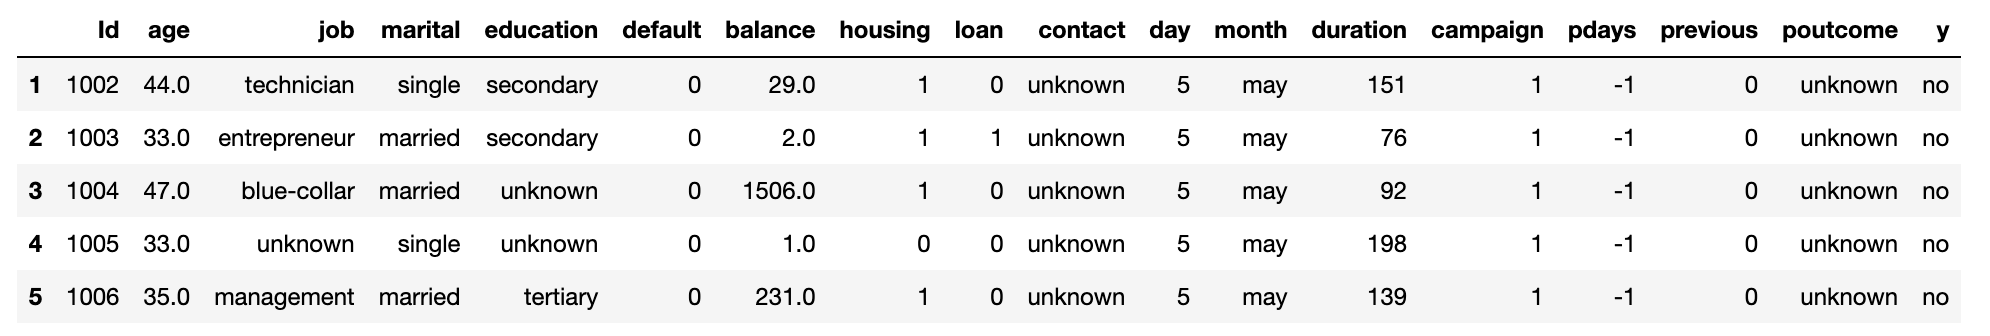 Id age job marital education default balance housing loan contact day month duration campaign pdays previous poutcome y
1 1002 44.0 technician single secondary 0 29.0 1 0 unknown 5 may 151 1 -1 0 unknown no
2 1003 33.0 entrepreneur married secondary 0 2.0 1 1 unknown 5 may 76 1 -1 0 unknown no
3 1004 47.0 blue-collar married unknown 0 1506.0 1 0 unknown 5 may 92 1 -1 0 unknown no
4 1005 33.0 unknown single unknown 0 1.0 0 0 unknown 5 may 198 1 -1 0 unknown no
5 1006 35.0 management married tertiary 0 231.0 1 0 unknown 5 may 139 1 -1 0 unknown no